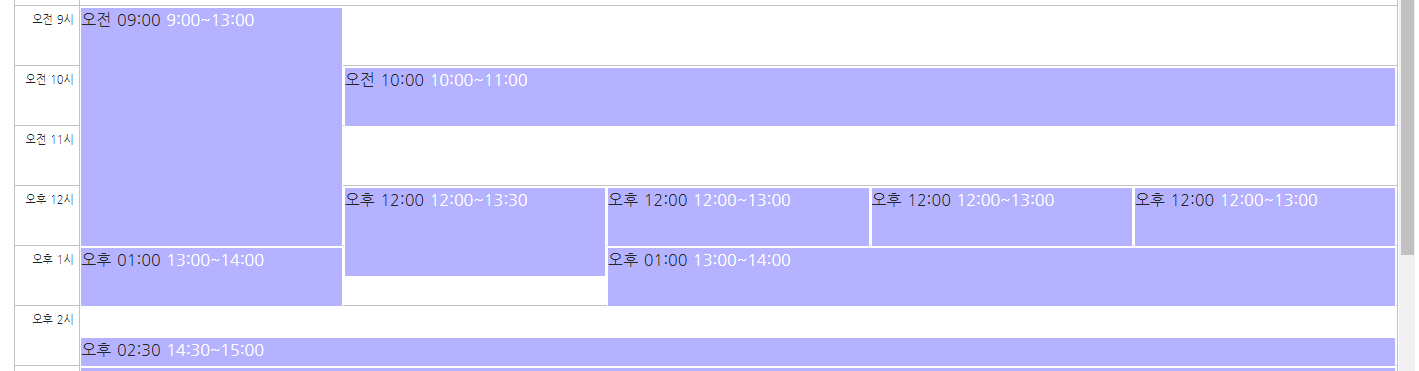 오전 9시
오전 09:00 9:00~13:00
오전 10시
오전 10:00 10:00~11:00
오전 11시
오후 12시
오후 12:00 12:00~13:30
오후 12:00 12:00~13:00
오후 12:00 12:00~13:00
오후 12:00 12:00~13:00
오후 1시
오후 01:00 13:00~14:00
오후 01:00 13:00~14:00
오후 2시
오후 02:30 14:30~15:00